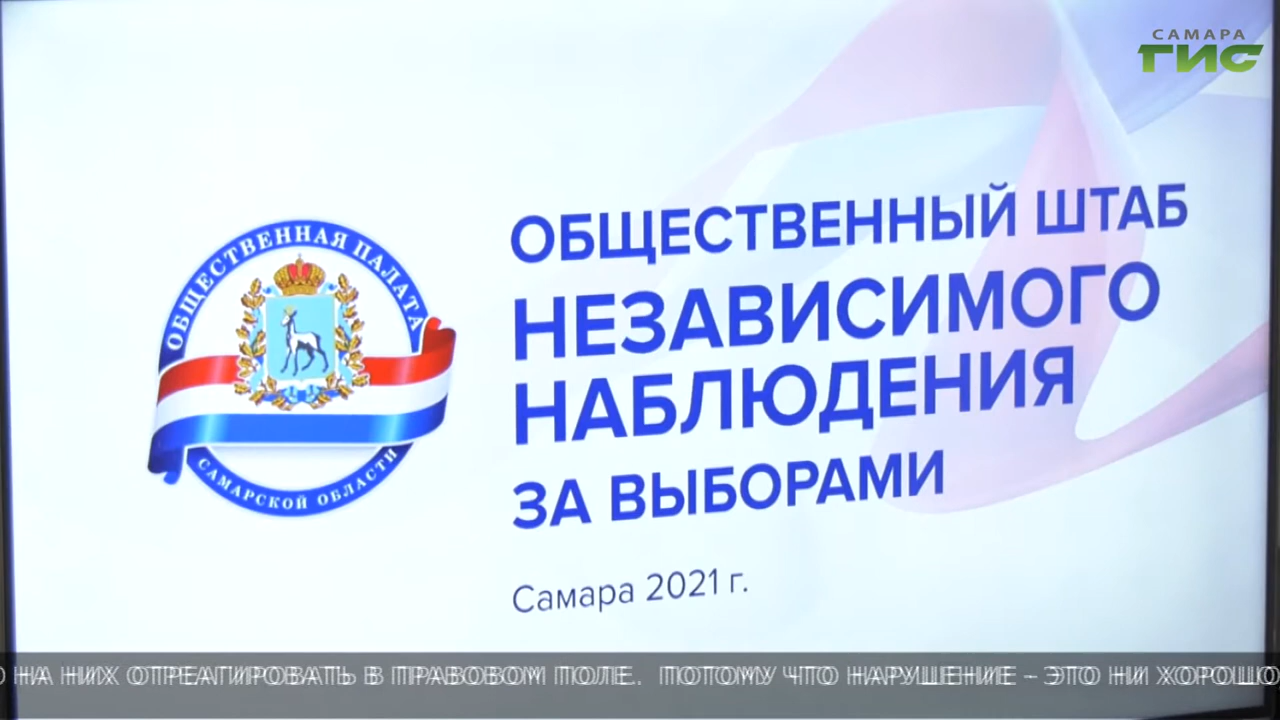 САМАРА
ГИС
ОБЩЕСТВЕННАЯ ПАЛАТА
САМАРСКОЙ ОБЛАСТИ
ОБЩЕСТВЕННЫЙ ШТАБ
НЕЗАВИСИМОГО
НАБЛЮДЕНИЯ
ЗА ВЫБОРАМИ
Самара 2021 г.
О НА НИХ ОТРЕАГИРОВАТЬ В ПРАВОВОМ ПОЛЕ. ПОТОМУ ЧТО НАРУШЕНИЕ – ЭТО НИ ХОРОШО